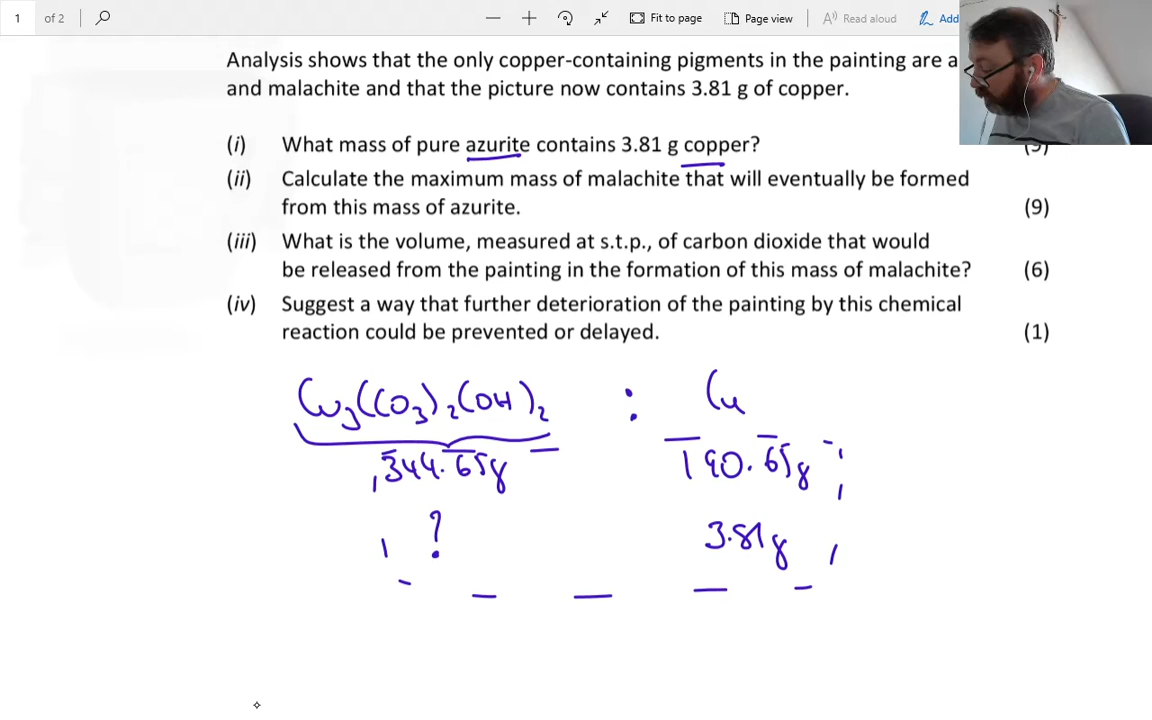 1 of 2 Fit to page Page view Read aloud Add
Analysis shows that the only copper-containing pigments in the painting are a
and malachite and that the picture now contains 3.81 g of copper.
(i) What mass of pure azurite contains 3.81 g copper?
(ii) Calculate the maximum mass of malachite that will eventually be formed
from this mass of azurite. (9)
(iii) What is the volume, measured at s.t.p., of carbon dioxide that would
be released from the painting in the formation of this mass of malachite? (6)
(iv) Suggest a way that further deterioration of the painting by this chemical
reaction could be prevented or delayed. (1)
Cu3(CO3)2(OH)2 : Cu
344.65g 190.65g
? 3.81g